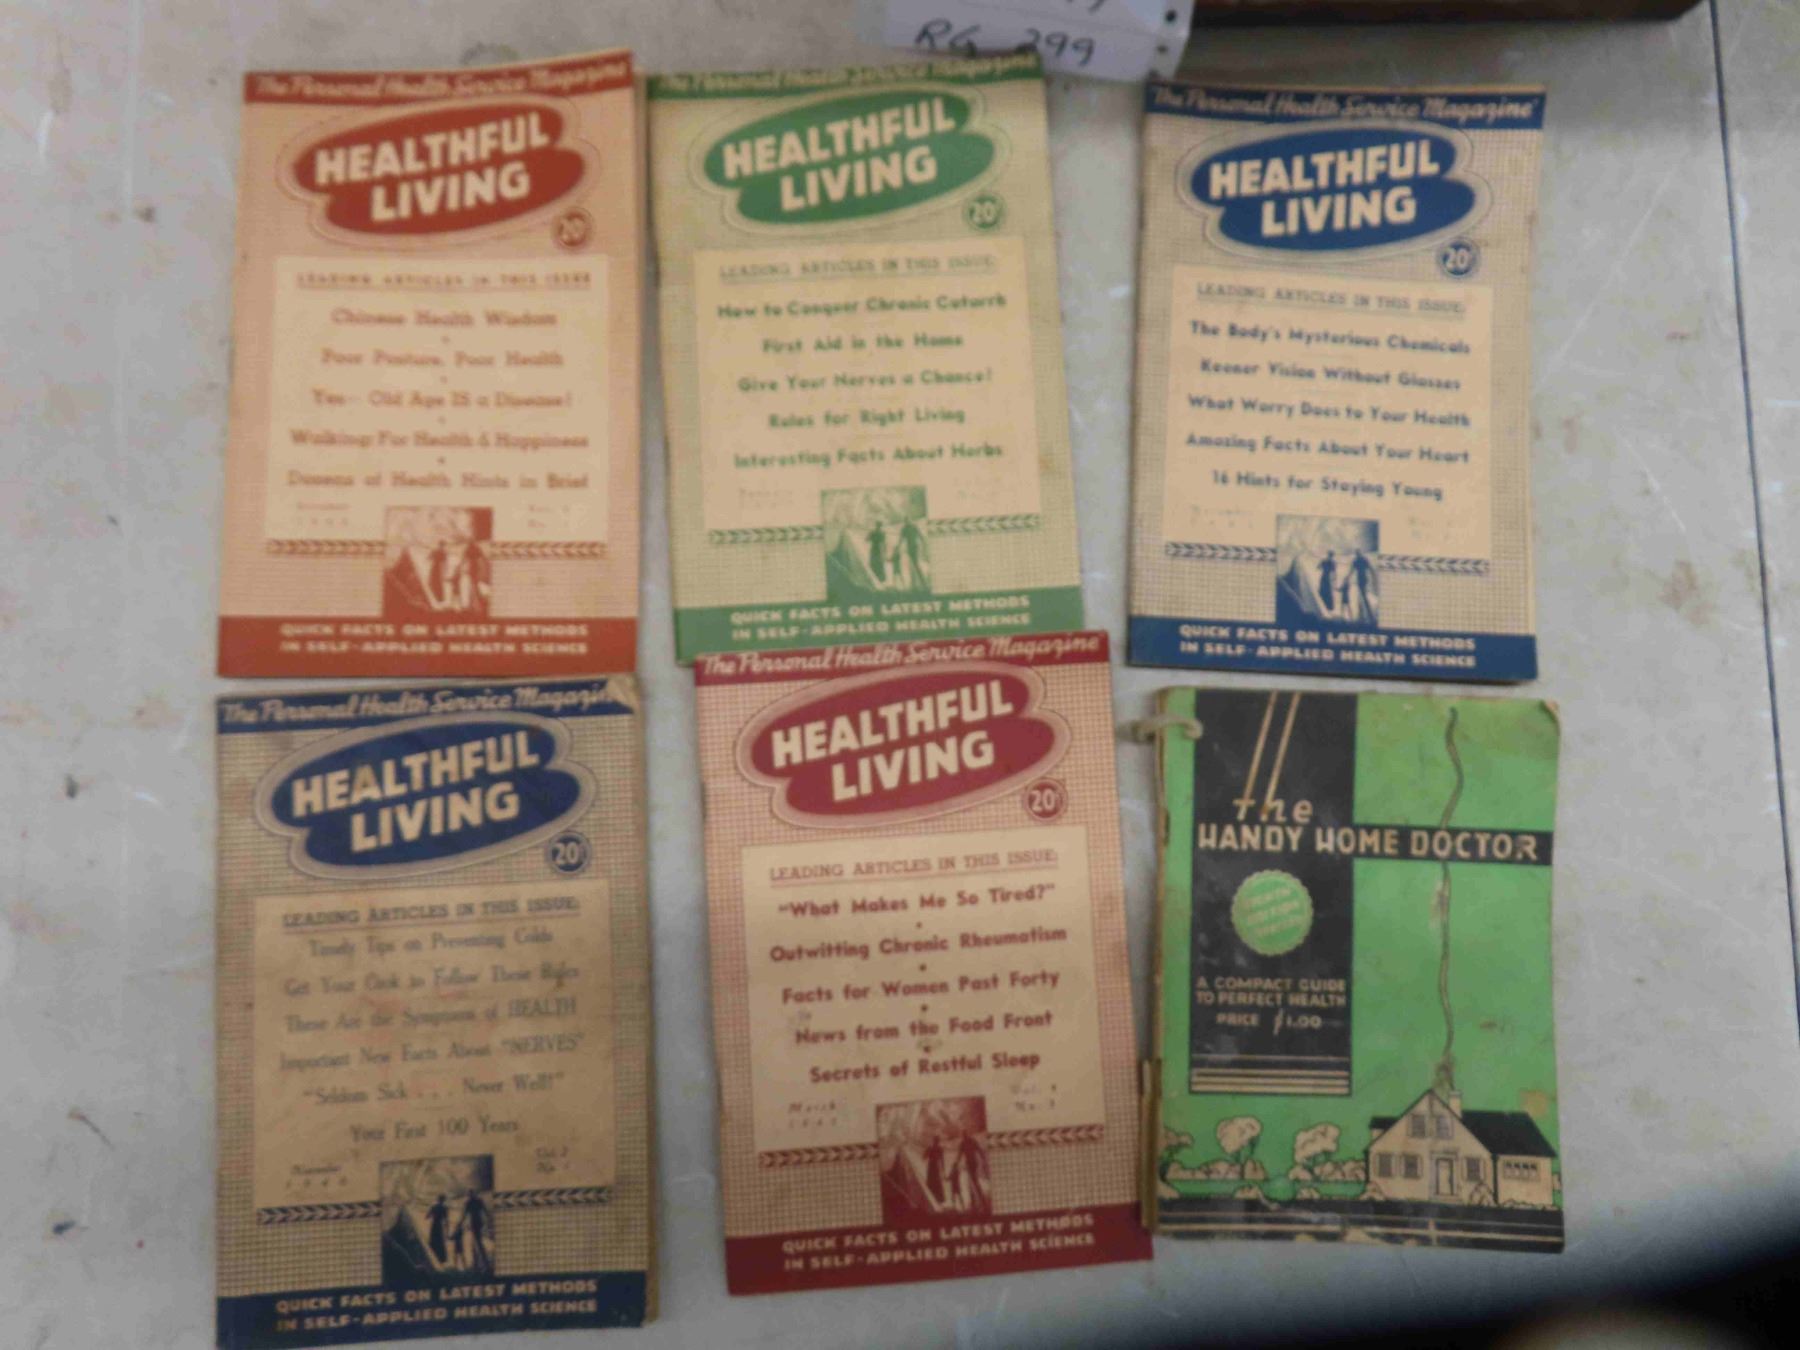 RG 299
The Personal Health Service Magazine
HEALTHFUL
LIVING
20¢
LEADING ARTICLES IN THIS ISSUE
Chinese Health Wisdom
Poor Posture, Poor Health
Yes - Old Age IS a Disease!
Walking: For Health & Happiness
Dozens of Health Hints in Brief
QUICK FACTS ON LATEST METHODS
IN SELF-APPLIED HEALTH SCIENCE
The Personal Health Service Magazine
HEALTHFUL
LIVING
20¢
LEADING ARTICLES IN THIS ISSUE:
How to Conquer Chronic Catarrh
First Aid in the Home
Give Your Nerves a Chance!
Rules for Right Living
Interesting Facts About Herbs
QUICK FACTS ON LATEST METHODS
IN SELF-APPLIED HEALTH SCIENCE
"The Personal Health Service Magazine"
HEALTHFUL
LIVING
20¢
LEADING ARTICLES IN THIS ISSUE:
The Body's Mysterious Chemicals
Keener Vision Without Glasses
What Worry Does to Your Health
Amazing Facts About Your Heart
16 Hints for Staying Young
QUICK FACTS ON LATEST METHODS
IN SELF-APPLIED HEALTH SCIENCE
The Personal Health Service Magazine
HEALTHFUL
LIVING
20¢
LEADING ARTICLES IN THIS ISSUE:
Timely Tips on Preventing Colds
Get Your Cook to Follow These Rules
These Are the Symptoms of HEALTH
Important New Facts About "NERVES"
"Seldom Sick . . . Never Well!"
Your First 100 Years
November
QUICK FACTS ON LATEST METHODS
IN SELF-APPLIED HEALTH SCIENCE
The Personal Health Service Magazine
HEALTHFUL
LIVING
20¢
LEADING ARTICLES IN THIS ISSUE:
"What Makes Me So Tired?"
Outwitting Chronic Rheumatism
Facts for Women Past Forty
News from the Food Front
Secrets of Restful Sleep
March
QUICK FACTS ON LATEST METHODS
IN SELF-APPLIED HEALTH SCIENCE
The
HANDY HOME DOCTOR
EDITION
A COMPACT GUIDE
TO PERFECT HEALTH
PRICE $1.00